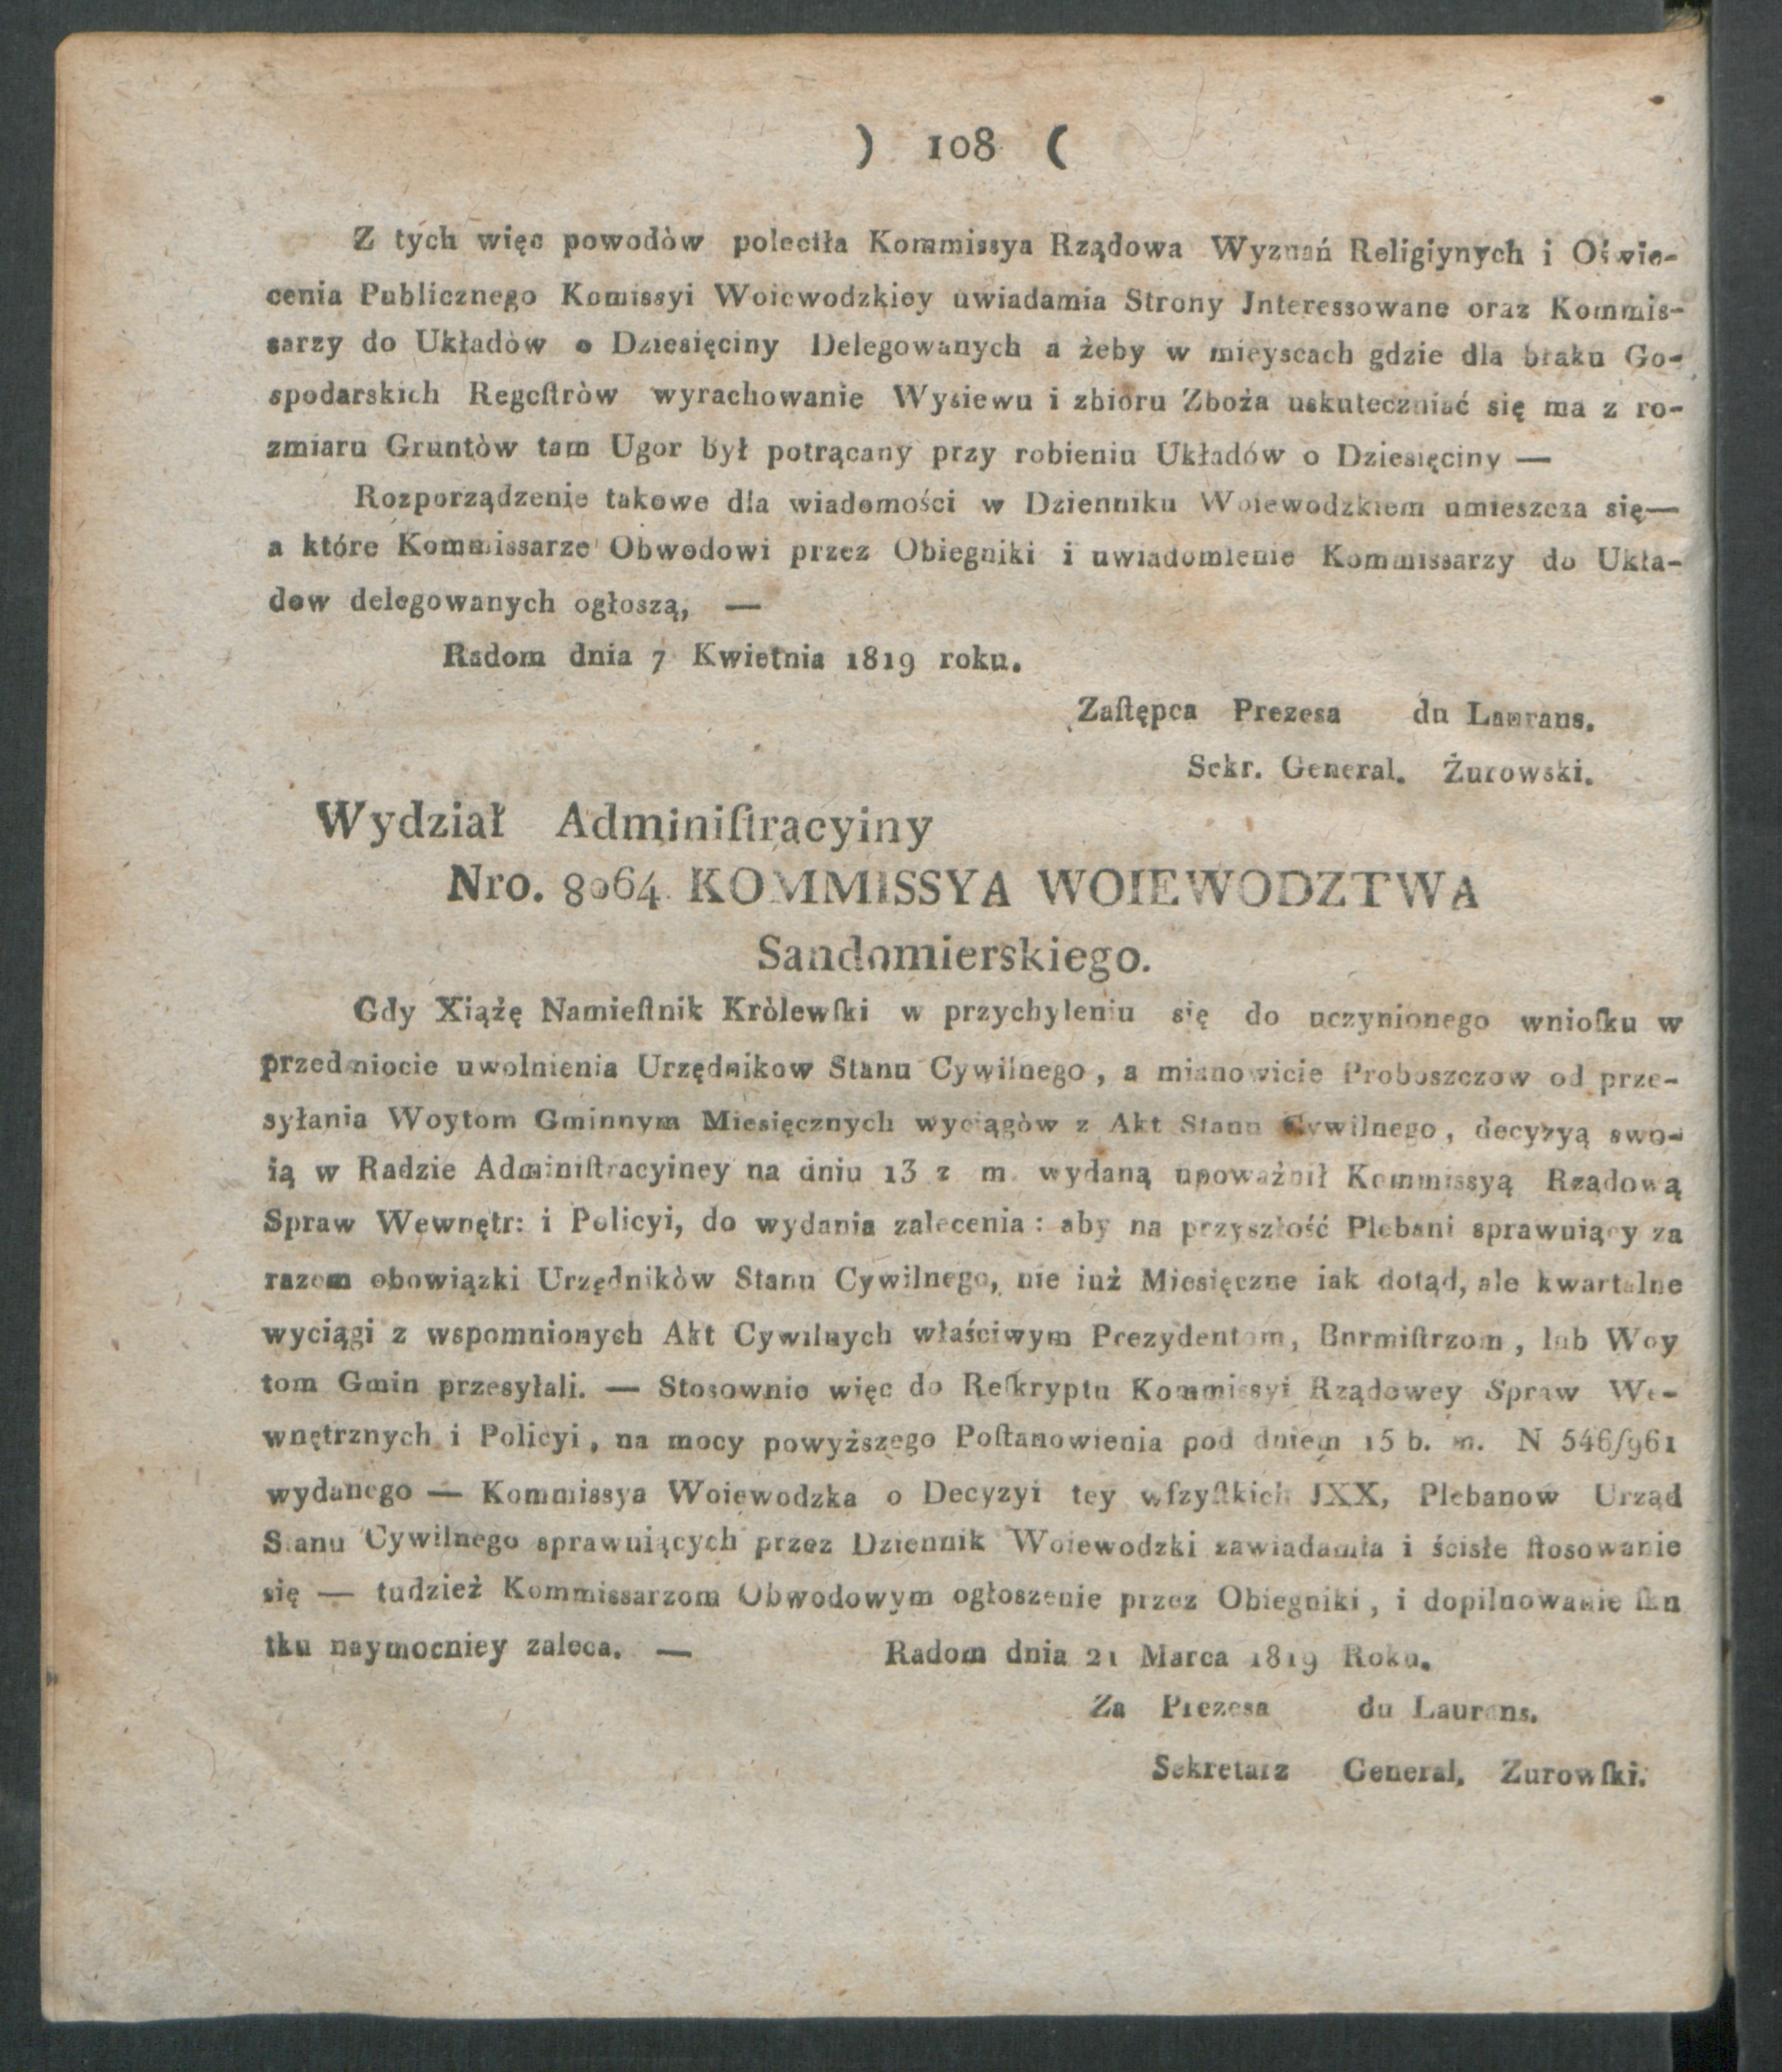 ) 108 (
Z tych więc powodòw poleciła Kommissya Rządowa Wyznań Religiynych i Oświe-
cenia Publicznego Komissyi Woiewodzkiey uwiadamia Strony Jnteressowane oraz Kommis-
sarzy do Układòw o Dziesięciny Delegowanych a żeby w mieyscach gdzie dla braku Go-
spodarskich Regeſtròw wyrachowanie Wysiewu i zbioru Zboża uskuteczniać się ma z ro-
zmiaru Gruntòw tam Ugor był potrącany przy robieniu Układów o Dziesięciny —
Rozporządzenie takowe dla wiadomości w Dzienniku Woiewodzkiem umieszcza się—
a które Kommissarze Obwodowi przez Obiegniki i uwiadomienie Kommissarzy do Ukła-
dow delegowanych ogłoszą, —
Radom dnia 7 Kwietnia 1819 roku.
Zaſtępca Prezesa du Laurans.
Sekr. General. Żurowski.
Wydział Adminiſtracyiny
Nro. 8064 KOMMISSYA WOIEWODZTWA
Sandomierskiego.
Gdy Xiążę Namieſtnik Kròlewſki w przychyleniu się do uczynionego wnioſku w
przedmiocie uwolnienia Urzędnikow Stanu Cywilnego, a mianowicie Proboszczow od prze-
syłania Woytom Gminnym Miesięcznych wyciągòw z Akt Stanu Cywilnego, decyzyą swo-
ią w Radzie Adminiſtracyiney na dniu 13 z m. wydaną upoważnił Kommissyą Rządową
Spraw Wewnętr: i Policyi, do wydania zalecenia: aby na przyszłość Plebani sprawuiący za
razem obowiązki Urzędnikòw Stanu Cywilnego, nie iuż Miesięczne iak dotąd, ale kwartalne
wyciągi z wspomnionych Akt Cywilnych właściwym Prezydentom, Burmiſtrzom, lub Woy
tom Gmin przesyłali. — Stosownie więc do Reſkryptu Kommissyi Rządowey Spraw We-
wnętrznych i Policyi, na mocy powyższego Poſtanowienia pod dniem 15 b. m. N 546/961
wydanego — Kommissya Woiewodzka o Decyzyi tey wſzyſtkich JXX, Plebanow Urząd
Stanu Cywilnego sprawuiących przez Dziennik Woiewodzki zawiadamia i ścisłe ſtosowanie
się — tudzież Kommissarzom Obwodowym ogłoszenie przez Obiegniki, i dopilnowanie ſku
tku naymocniey zaleca. — Radom dnia 21 Marca 1819 Roku.
Za Prezesa du Laurans.
Sekretarz General, Zurowſki.